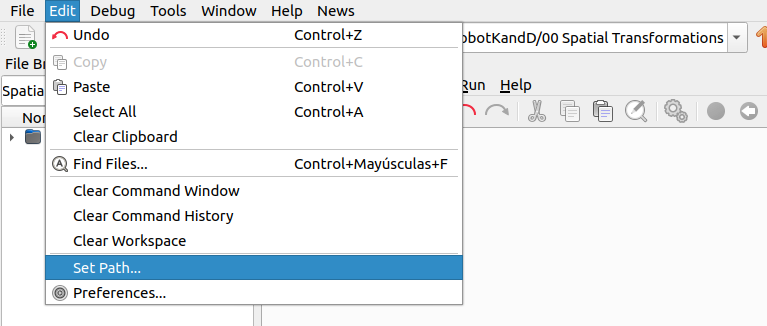 File Edit Debug Tools Window Help News
Undo Control+Z
botKandD/00 Spatial Transformations
Copy Control+C
File Br
Paste Control+V
Spatia
Run Help
Select All Control+A
Clear Clipboard
Find Files... Control+Mayúsculas+F
Clear Command Window
Clear Command History
Clear Workspace
Set Path...
Preferences...